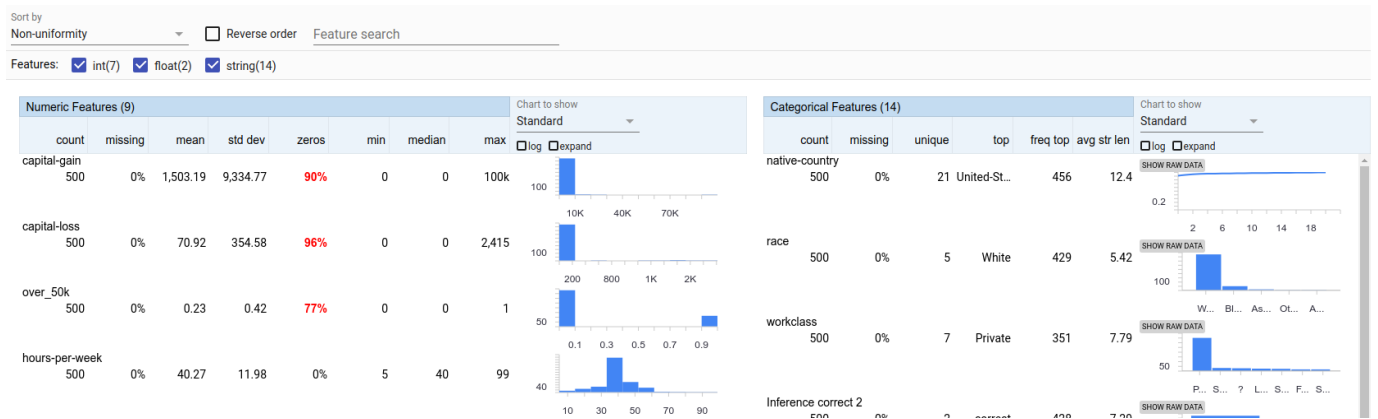 Sort by
Non-uniformity Reverse order Feature search
Features: int(7) float(2) string(14)
Numeric Features (9) Chart to show
Standard
count missing mean std dev zeros min median max log expand
capital-gain
500 0% 1,503.19 9,334.77 90% 0 0 100k
100
10K 40K 70K
capital-loss
500 0% 70.92 354.58 96% 0 0 2,415
100
200 800 1K 2K
over_50k
500 0% 0.23 0.42 77% 0 0 1
50
0.1 0.3 0.5 0.7 0.9
hours-per-week
500 0% 40.27 11.98 0% 5 40 99
40
10 30 50 70 90
Categorical Features (14) Chart to show
Standard
count missing unique top freq top avg str len log expand
native-country SHOW RAW DATA
500 0% 21 United-St... 456 12.4
0.2
2 6 10 14 18
race SHOW RAW DATA
500 0% 5 White 429 5.42
100
W... Bl... As... Ot... A...
workclass SHOW RAW DATA
500 0% 7 Private 351 7.79
50
P... S... ? L... S... F... S...
Inference correct 2 SHOW RAW DATA
500 0% 2 correct 438 7.29